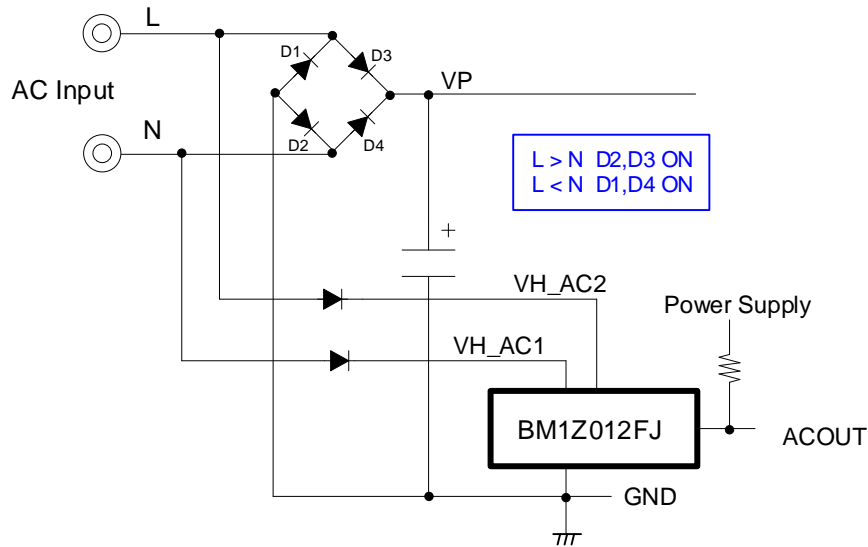 L
D1
D3
VP
AC Input
N
D2
D4
L > N D2,D3 ON
L < N D1,D4 ON
+
VH_AC2
Power Supply
VH_AC1
BM1Z012FJ
ACOUT
GND